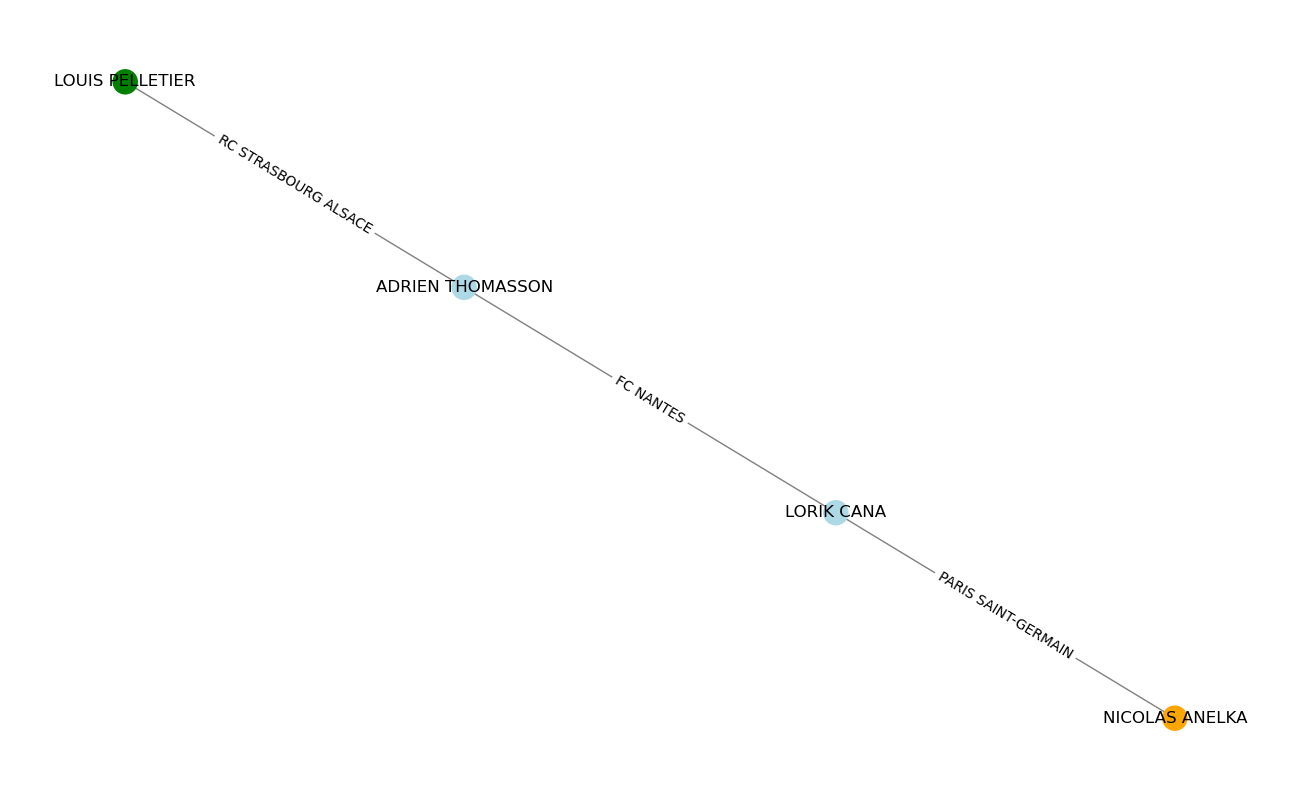 LOUIS PELLETIER
RC STRASBOURG ALSACE
ADRIEN THOMASSON
FC NANTES
LORIK CANA
PARIS SAINT-GERMAIN
NICOLAS ANELKA